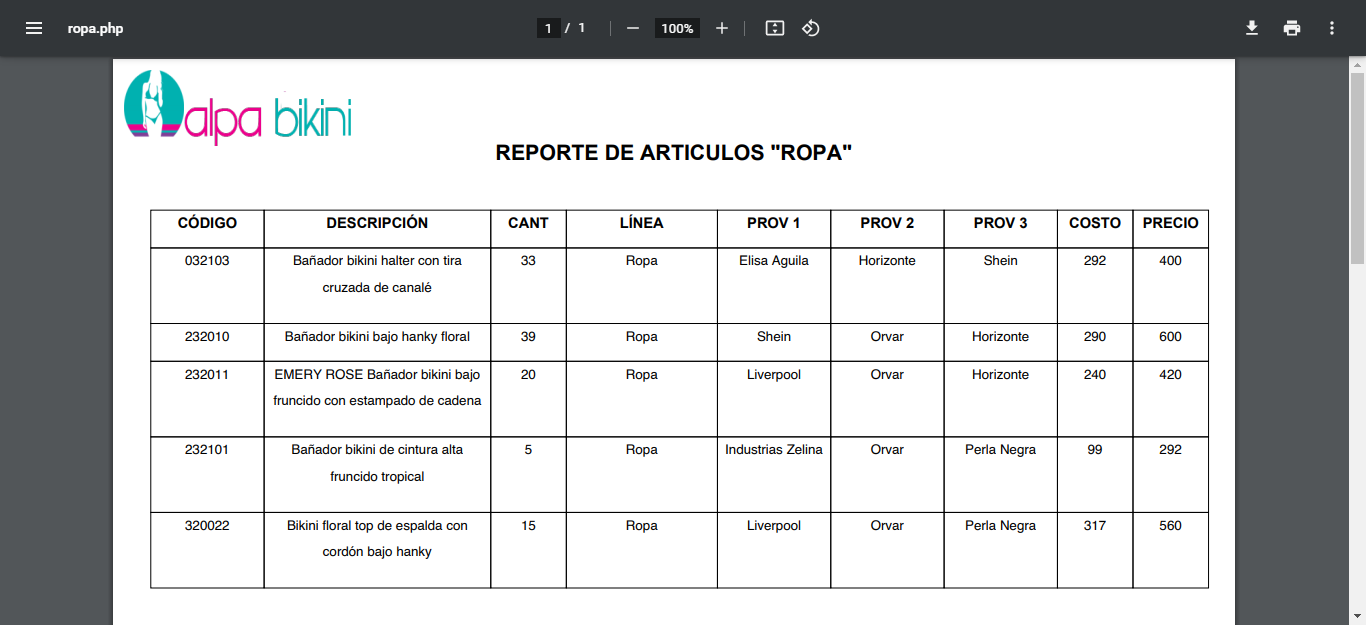 ropa.php
1 / 1
100%
alpa bikini
REPORTE DE ARTICULOS "ROPA"
CÓDIGO DESCRIPCIÓN CANT LÍNEA PROV 1 PROV 2 PROV 3 COSTO PRECIO
032103 Bañador bikini halter con tira 33 Ropa Elisa Aguila Horizonte Shein 292 400
cruzada de canalé
232010 Bañador bikini bajo hanky floral 39 Ropa Shein Orvar Horizonte 290 600
232011 EMERY ROSE Bañador bikini bajo 20 Ropa Liverpool Orvar Horizonte 240 420
fruncido con estampado de cadena
232101 Bañador bikini de cintura alta 5 Ropa Industrias Zelina Orvar Perla Negra 99 292
fruncido tropical
320022 Bikini floral top de espalda con 15 Ropa Liverpool Orvar Perla Negra 317 560
cordón bajo hanky